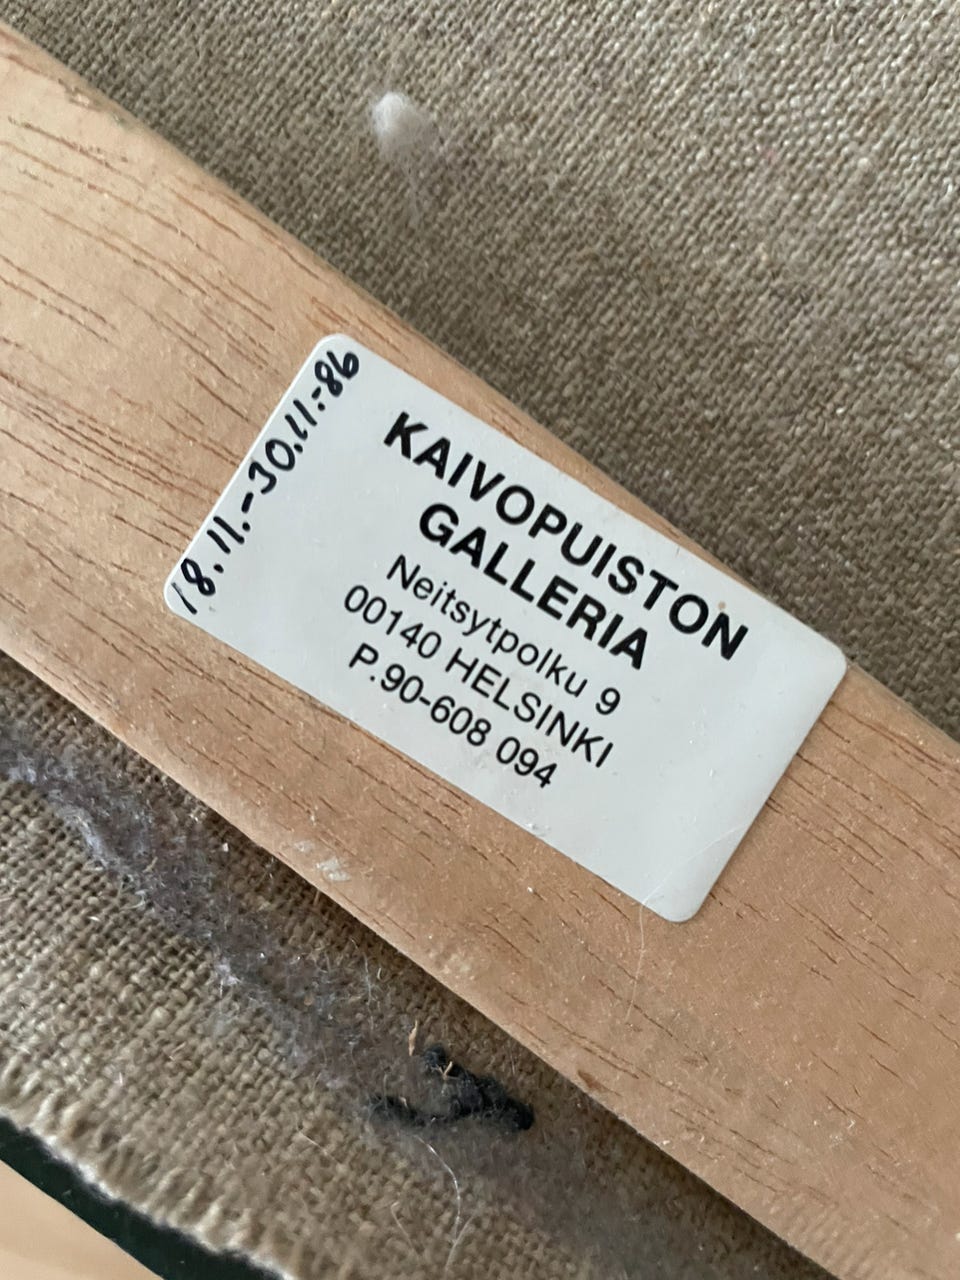 18.11.-30.11.-86
KAIVOPUISTON
GALLERIA
Neitsytpolku 9
00140 HELSINKI
P.90-608 094